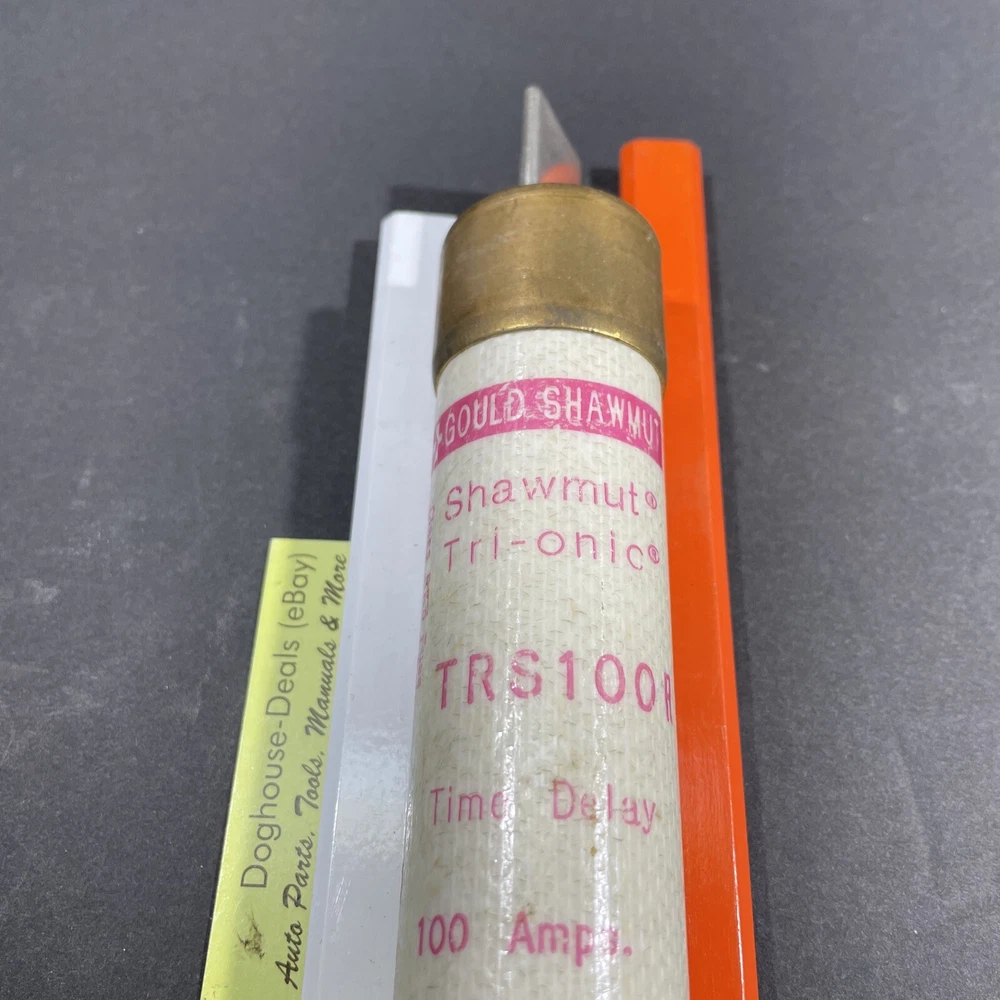 GOULD SHAWMUT
Shawmut®
Tri-onic®
TRS100R
Time Delay
100 Amps.
Doghouse-Deals (eBay)
Auto Parts, Tools, Manuals & More